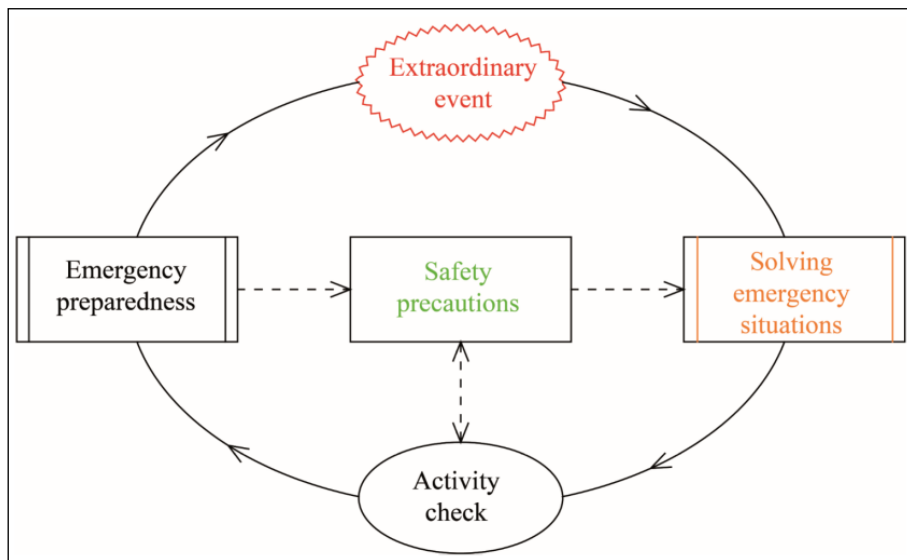 Extraordinary
event
Emergency
preparedness
Safety
precautions
Solving
emergency
situations
Activity
check